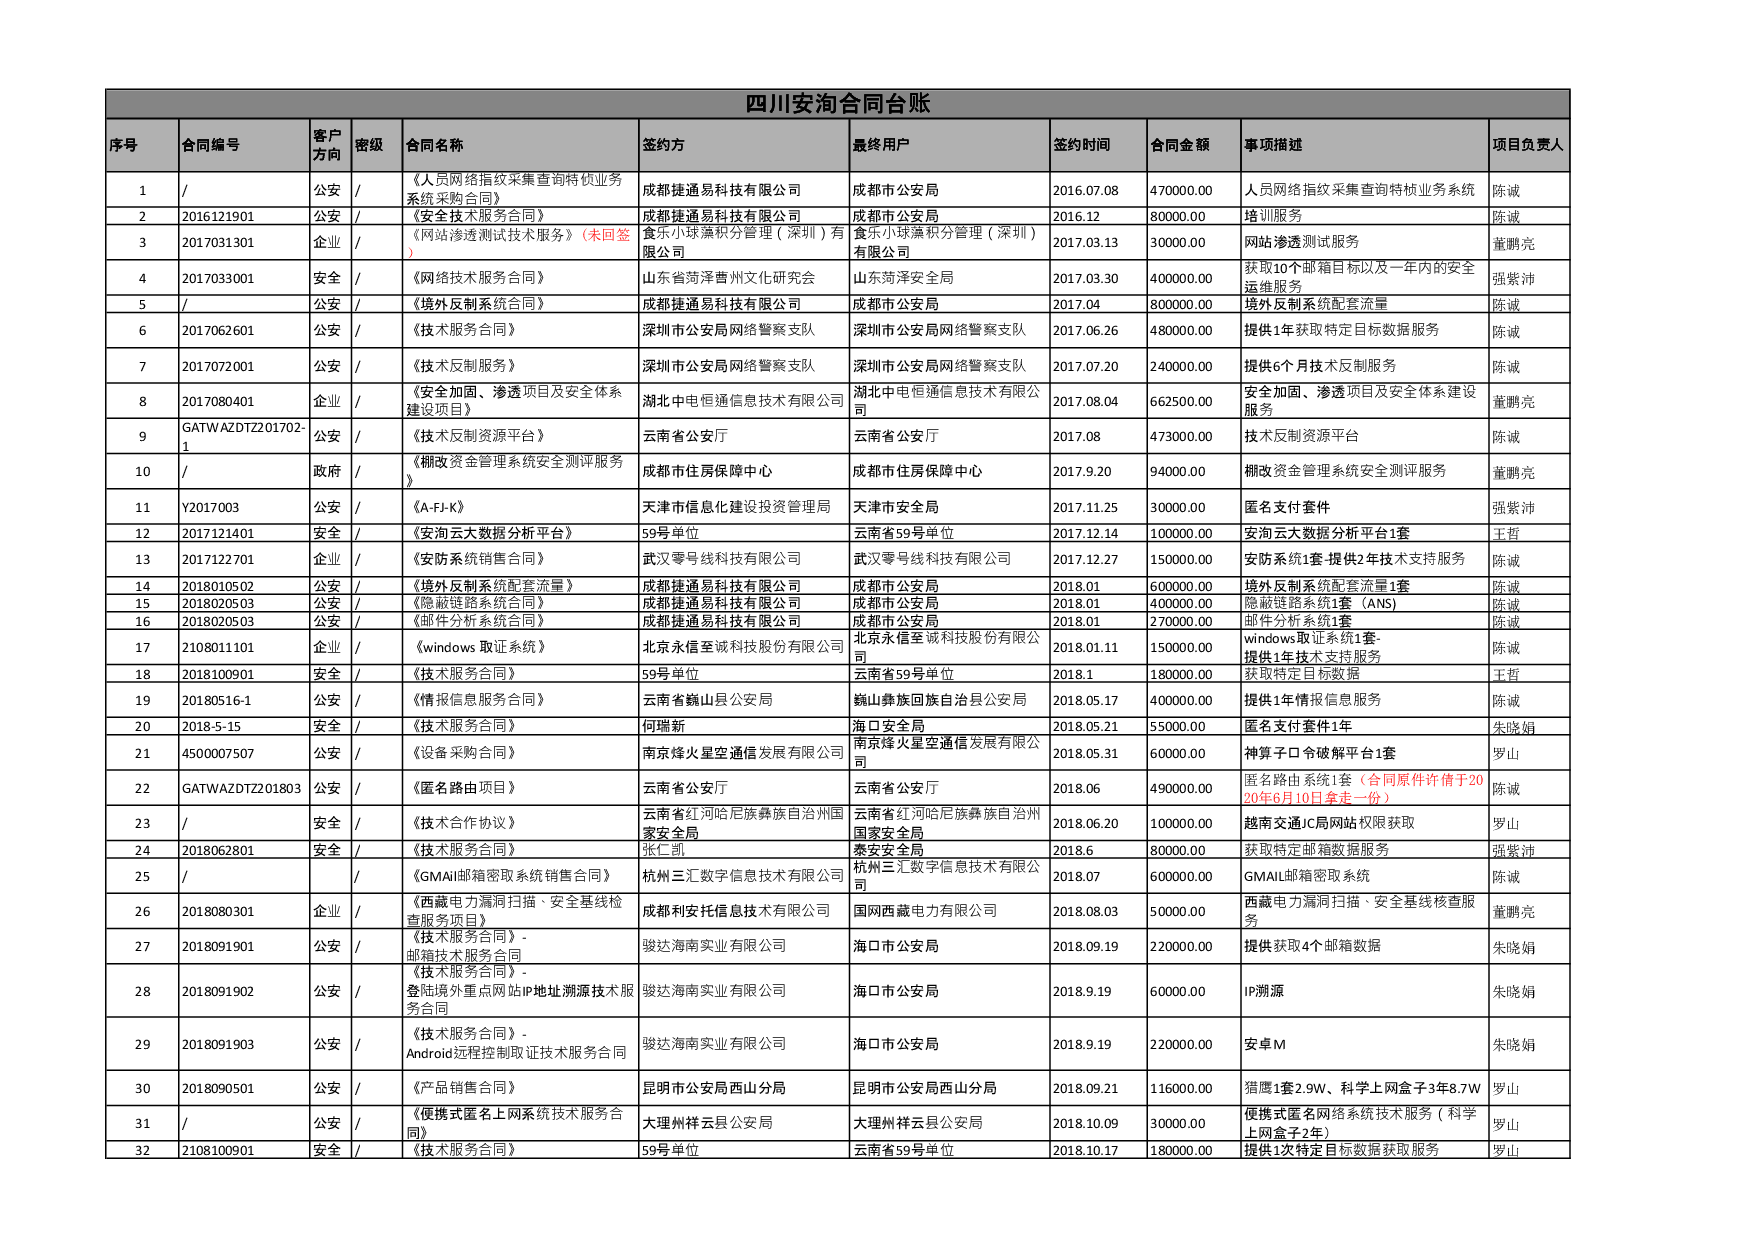 四川安洵合同台账
序号 合同编号 客户方向 密级 合同名称 签约方 最终用户 签约时间 合同金额 事项描述 项目负责人
1 / 公安 / 《人员网络指纹采集查询特侦业务系统采购合同》 成都捷通易科技有限公司 成都市公安局 2016.07.08 470000.00 人员网络指纹采集查询特桢业务系统 陈诚
2 2016121901 公安 / 《安全技术服务合同》 成都捷通易科技有限公司 成都市公安局 2016.12 80000.00 培训服务 陈诚
3 2017031301 企业 / 《网站渗透测试技术服务》（未回签） 食乐小球藻积分管理（深圳）有限公司 食乐小球藻积分管理（深圳）有限公司 2017.03.13 30000.00 网站渗透测试服务 董鹏亮
4 2017033001 安全 / 《网络技术服务合同》 山东省菏泽曹州文化研究会 山东菏泽安全局 2017.03.30 400000.00 获取10个邮箱目标以及一年内的安全运维服务 强紫沛
5 / 公安 / 《境外反制系统合同》 成都捷通易科技有限公司 成都市公安局 2017.04 800000.00 境外反制系统配套流量 陈诚
6 2017062601 公安 / 《技术服务合同》 深圳市公安局网络警察支队 深圳市公安局网络警察支队 2017.06.26 480000.00 提供1年获取特定目标数据服务 陈诚
7 2017072001 公安 / 《技术反制服务》 深圳市公安局网络警察支队 深圳市公安局网络警察支队 2017.07.20 240000.00 提供6个月技术反制服务 陈诚
8 2017080401 企业 / 《安全加固、渗透项目及安全体系建设项目》 湖北中电恒通信息技术有限公司 湖北中电恒通信息技术有限公司 2017.08.04 662500.00 安全加固、渗透项目及安全体系建设服务 董鹏亮
9 GATWAZDTZ201702-1 公安 / 《技术反制资源平台》 云南省公安厅 云南省公安厅 2017.08 473000.00 技术反制资源平台 陈诚
10 / 政府 / 《棚改资金管理系统安全测评服务》 成都市住房保障中心 成都市住房保障中心 2017.9.20 94000.00 棚改资金管理系统安全测评服务 董鹏亮
11 Y2017003 公安 / 《A-FJ-K》 天津市信息化建设投资管理局 天津市安全局 2017.11.25 30000.00 匿名支付套件 强紫沛
12 2017121401 安全 / 《安洵云大数据分析平台》 59号单位 云南省59号单位 2017.12.14 100000.00 安洵云大数据分析平台1套 王哲
13 2017122701 企业 / 《安防系统销售合同》 武汉零号线科技有限公司 武汉零号线科技有限公司 2017.12.27 150000.00 安防系统1套-提供2年技术支持服务 陈诚
14 2018010502 公安 / 《境外反制系统配套流量》 成都捷通易科技有限公司 成都市公安局 2018.01 600000.00 境外反制系统配套流量1套 陈诚
15 2018020503 公安 / 《隐蔽链路系统合同》 成都捷通易科技有限公司 成都市公安局 2018.01 400000.00 隐蔽链路系统1套（ANS） 陈诚
16 2018020503 公安 / 《邮件分析系统合同》 成都捷通易科技有限公司 成都市公安局 2018.01 270000.00 邮件分析系统1套 陈诚
17 2108011101 企业 / 《windows 取证系统》 北京永信至诚科技股份有限公司 北京永信至诚科技股份有限公司 2018.01.11 150000.00 windows取证系统1套-提供1年技术支持服务 陈诚
18 2018100901 安全 / 《技术服务合同》 59号单位 云南省59号单位 2018.1 180000.00 获取特定目标数据 王哲
19 20180516-1 公安 / 《情报信息服务合同》 云南省巍山县公安局 巍山彝族回族自治县公安局 2018.05.17 400000.00 提供1年情报信息服务 陈诚
20 2018-5-15 安全 / 《技术服务合同》 何瑞新 海口安全局 2018.05.21 55000.00 匿名支付套件1年 朱晓娟
21 4500007507 公安 / 《设备采购合同》 南京烽火星空通信发展有限公司 南京烽火星空通信发展有限公司 2018.05.31 60000.00 神算子口令破解平台1套 罗山
22 GATWAZDTZ201803 公安 / 《匿名路由项目》 云南省公安厅 云南省公安厅 2018.06 490000.00 匿名路由系统1套（合同原件许倩于2020年6月10日拿走一份） 陈诚
23 / 安全 / 《技术合作协议》 云南省红河哈尼族彝族自治州国家安全局 云南省红河哈尼族彝族自治州国家安全局 2018.06.20 100000.00 越南交通JC局网站权限获取 罗山
24 2018062801 安全 / 《技术服务合同》 张仁凯 泰安安全局 2018.6 80000.00 获取特定邮箱数据服务 强紫沛
25 / / 《GMAil邮箱密取系统销售合同》 杭州三汇数字信息技术有限公司 杭州三汇数字信息技术有限公司 2018.07 600000.00 GMAIL邮箱密取系统 陈诚
26 2018080301 企业 / 《西藏电力漏洞扫描、安全基线检查服务项目》 成都利安托信息技术有限公司 国网西藏电力有限公司 2018.08.03 50000.00 西藏电力漏洞扫描、安全基线核查服务 董鹏亮
27 2018091901 公安 / 《技术服务合同》-邮箱技术服务合同 骏达海南实业有限公司 海口市公安局 2018.09.19 220000.00 提供获取4个邮箱数据 朱晓娟
28 2018091902 公安 / 《技术服务合同》-登陆境外重点网站IP地址溯源技术服务合同 骏达海南实业有限公司 海口市公安局 2018.9.19 60000.00 IP溯源 朱晓娟
29 2018091903 公安 / 《技术服务合同》-Android远程控制取证技术服务合同 骏达海南实业有限公司 海口市公安局 2018.9.19 220000.00 安卓M 朱晓娟
30 2018090501 公安 / 《产品销售合同》 昆明市公安局西山分局 昆明市公安局西山分局 2018.09.21 116000.00 猎鹰1套2.9W、科学上网盒子3年8.7W 罗山
31 / 公安 / 《便携式匿名上网系统技术服务合同》 大理州祥云县公安局 大理州祥云县公安局 2018.10.09 30000.00 便携式匿名网络系统技术服务（科学上网盒子2年） 罗山
32 2108100901 安全 / 《技术服务合同》 59号单位 云南省59号单位 2018.10.17 180000.00 提供1次特定目标数据获取服务 罗山